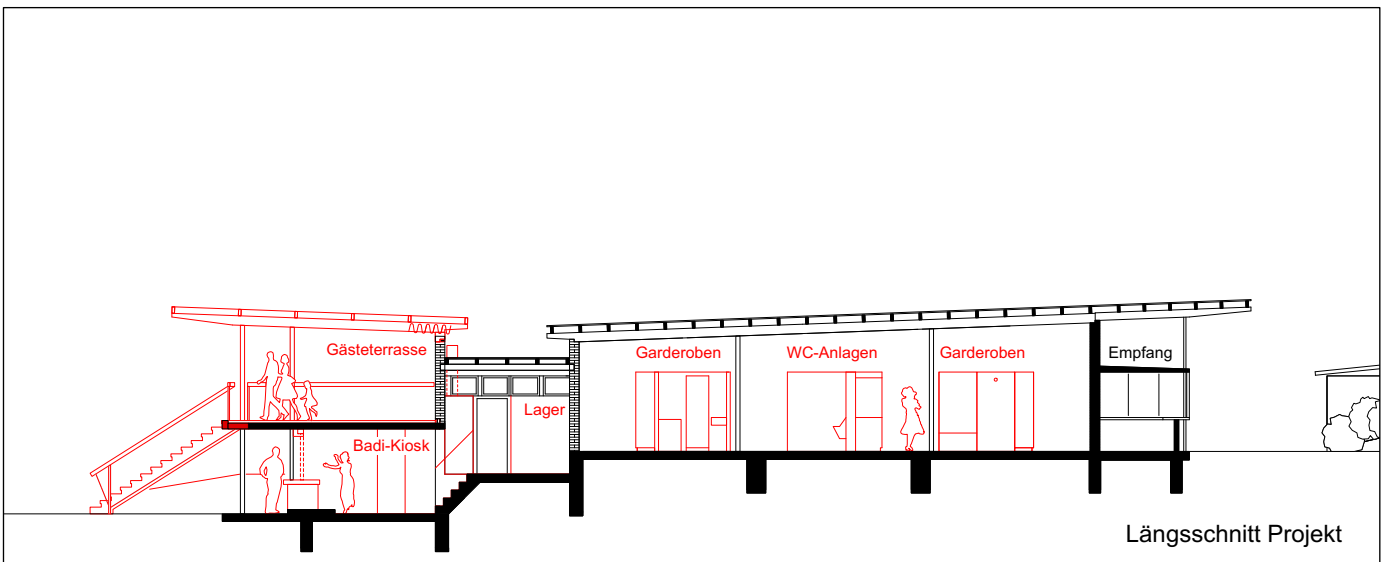 Gästeterrasse
Garderoben
WC-Anlagen
Garderoben
Empfang
Lager
Badi-Kiosk
Längsschnitt Projekt